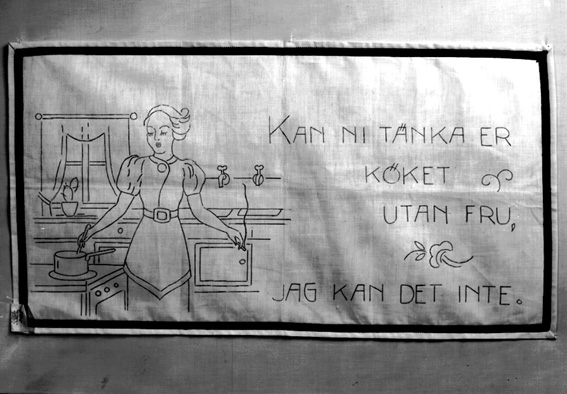 KAN NI TÄNKA ER
KÖKET
UTAN FRU,
JAG KAN DET INTE.